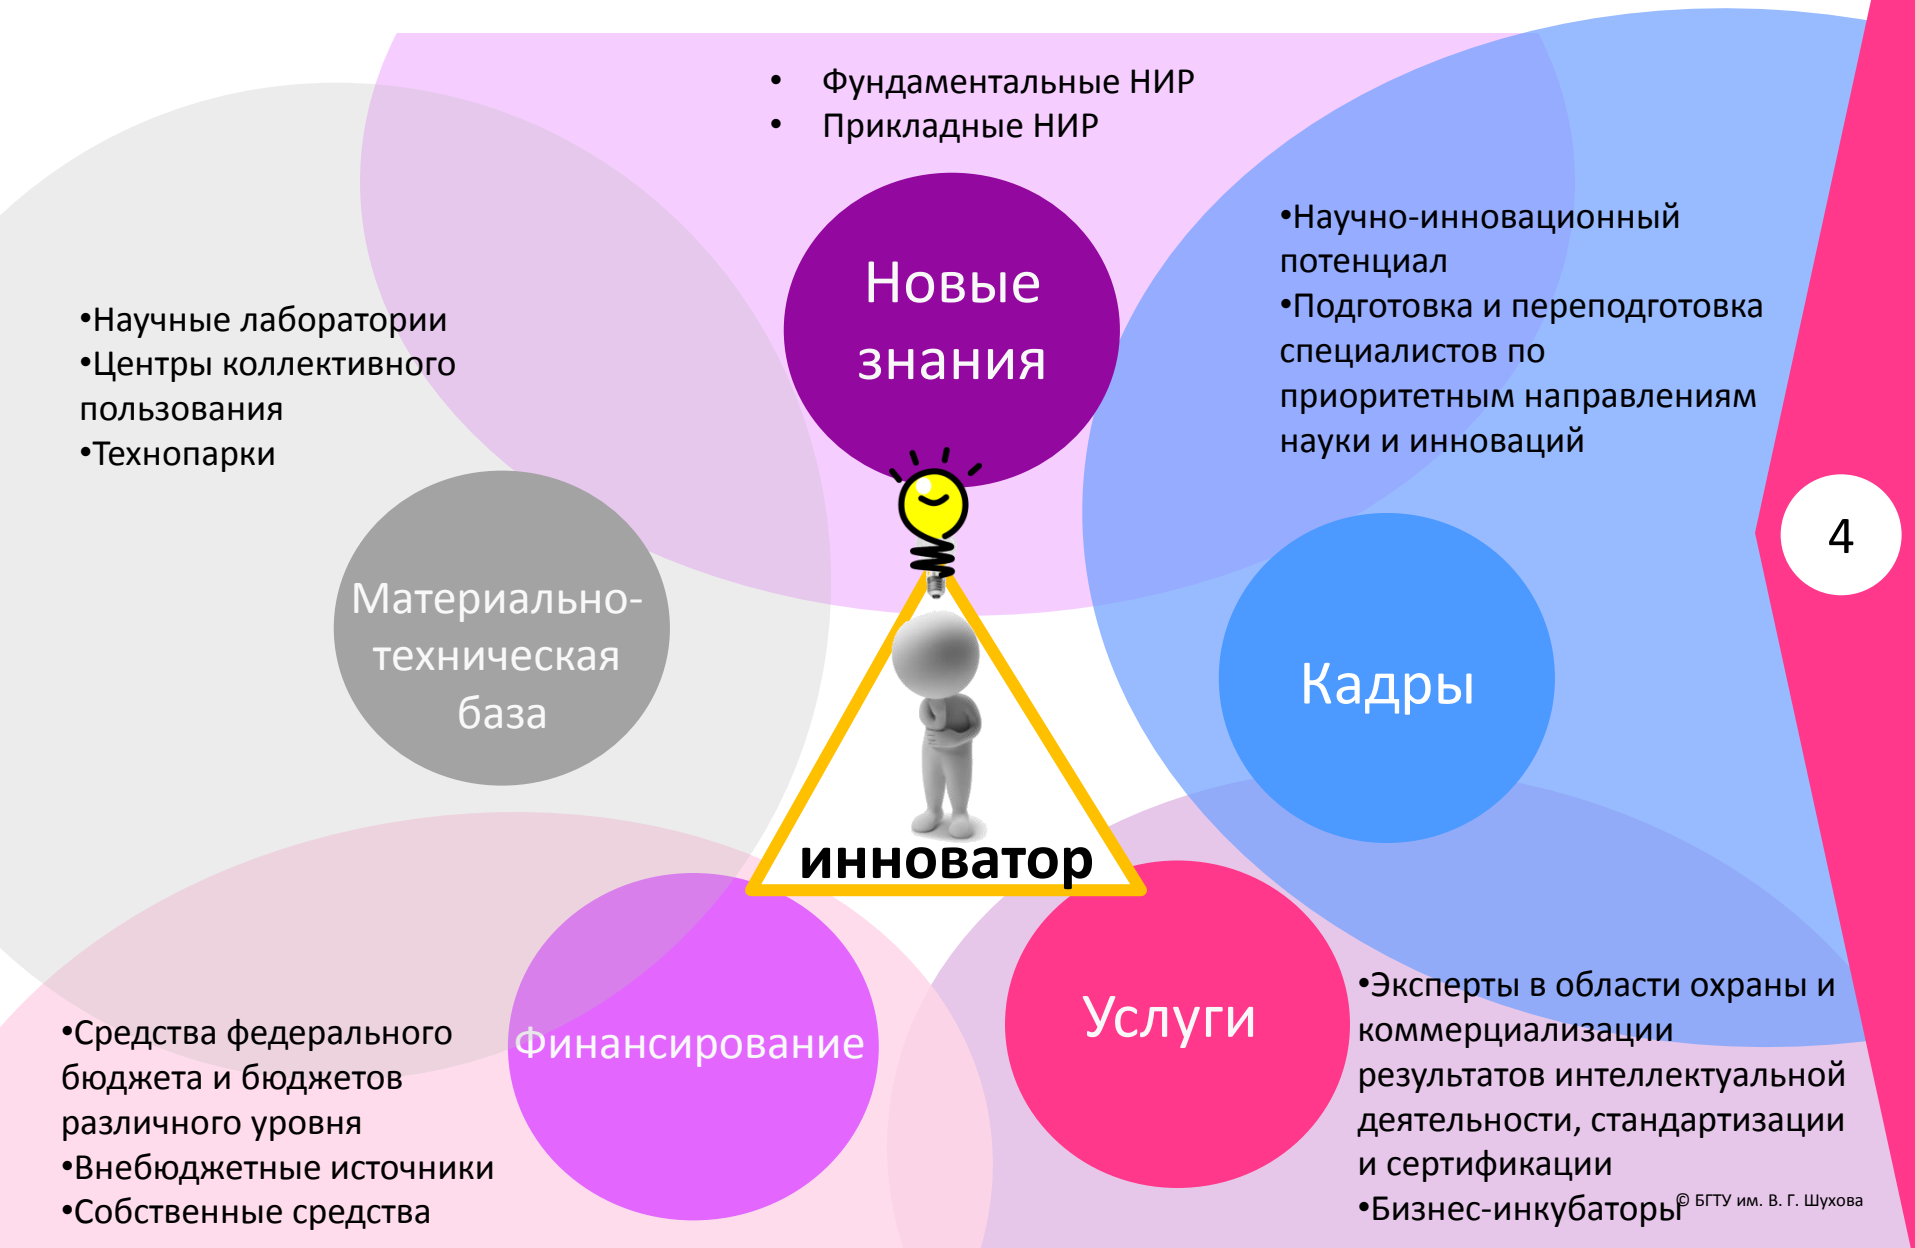 • Фундаментальные НИР
• Прикладные НИР
Новые
знания
•Научные лаборатории
•Центры коллективного
пользования
•Технопарки
Материально-
техническая
база
•Научно-инновационный
потенциал
•Подготовка и переподготовка
специалистов по
приоритетным направлениям
науки и инноваций
4
Кадры
инноватор
Финансирование
•Средства федерального
бюджета и бюджетов
различного уровня
•Внебюджетные источники
•Собственные средства
Услуги
•Эксперты в области охраны и
коммерциализации
результатов интеллектуальной
деятельности, стандартизации
и сертификации
•Бизнес-инкубаторы
© БГТУ им. В. Г. Шухова